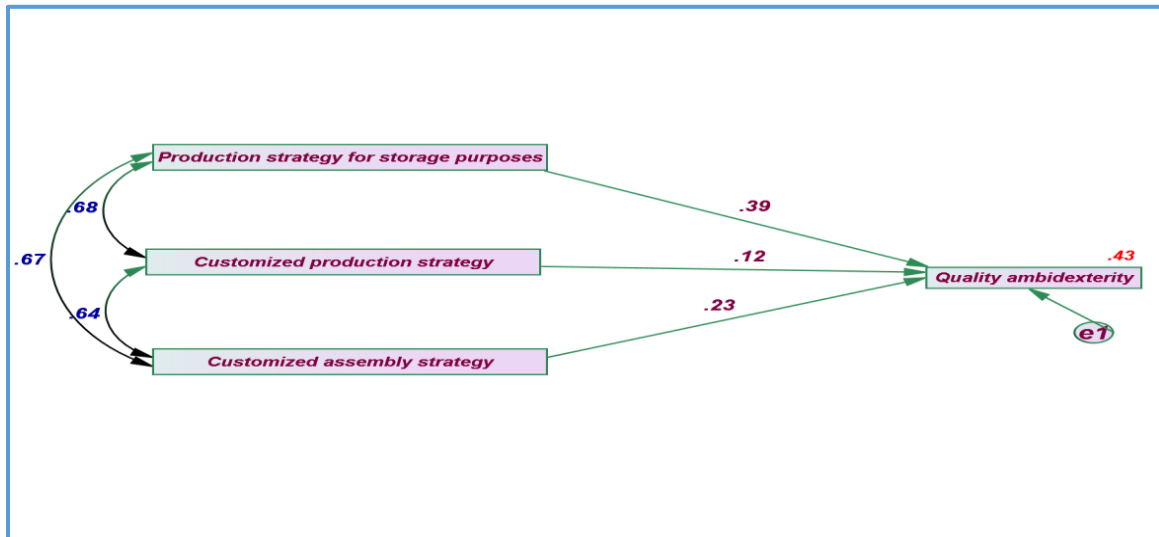 Production strategy for storage purposes
.68
.39
.67
Customized production strategy
.12
.43
Quality ambidexterity
.64
.23
e1
Customized assembly strategy